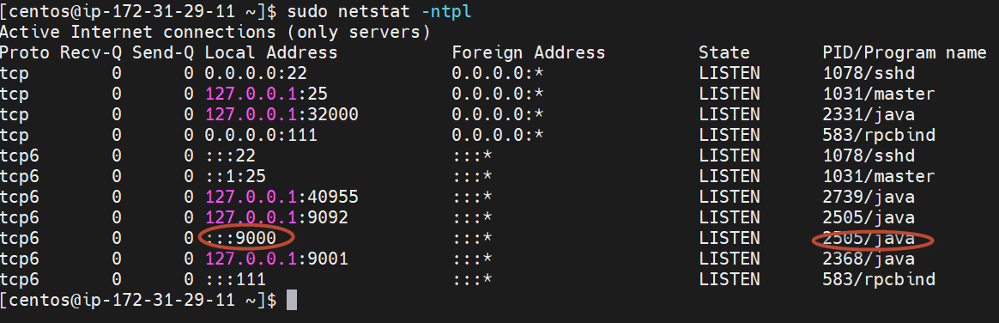 [centos@ip-172-31-29-11 ~]$ sudo netstat -ntpl
Active Internet connections (only servers)
Proto Recv-Q Send-Q Local Address           Foreign Address         State       PID/Program name
tcp        0      0 0.0.0.0:22              0.0.0.0:*               LISTEN      1078/sshd
tcp        0      0 127.0.0.1:25            0.0.0.0:*               LISTEN      1031/master
tcp        0      0 127.0.0.1:32000         0.0.0.0:*               LISTEN      2331/java
tcp        0      0 0.0.0.0:111             0.0.0.0:*               LISTEN      583/rpcbind
tcp6       0      0 :::22                   :::*                    LISTEN      1078/sshd
tcp6       0      0 ::1:25                  :::*                    LISTEN      1031/master
tcp6       0      0 127.0.0.1:40955         :::*                    LISTEN      2739/java
tcp6       0      0 127.0.0.1:9092          :::*                    LISTEN      2505/java
tcp6       0      0 :::9000                 :::*                    LISTEN      2505/java
tcp6       0      0 127.0.0.1:9001          :::*                    LISTEN      2368/java
tcp6       0      0 :::111                  :::*                    LISTEN      583/rpcbind
[centos@ip-172-31-29-11 ~]$